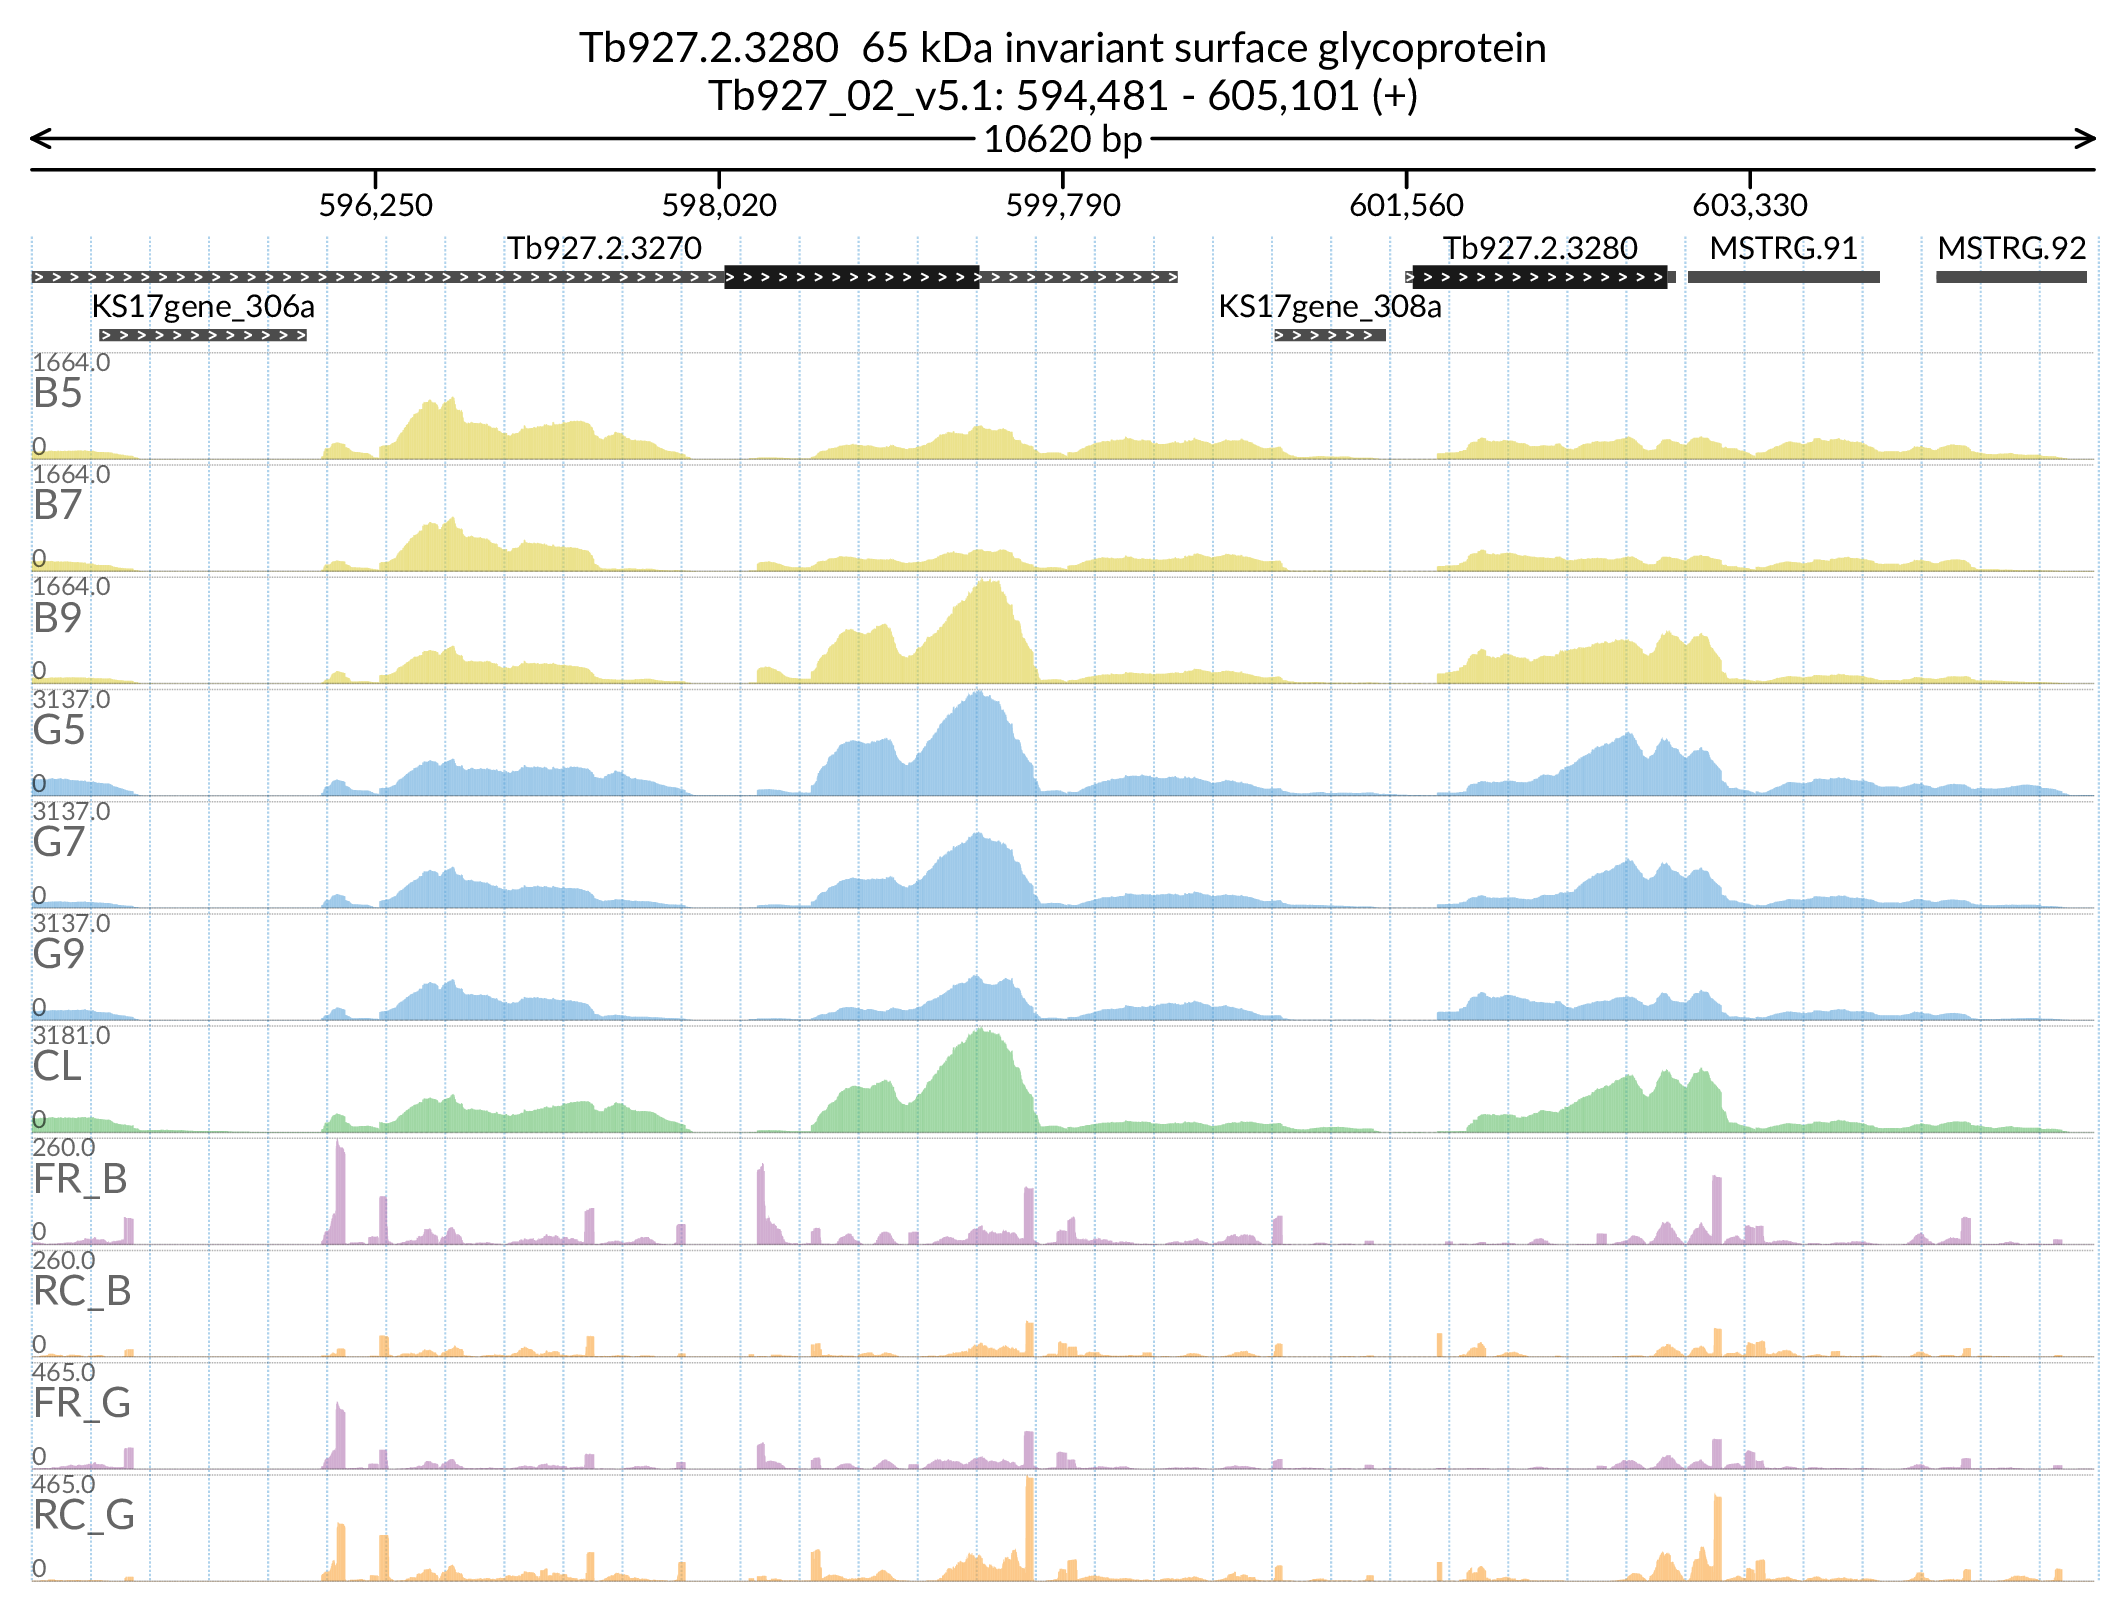 Tb927.2.3280  65 kDa invariant surface glycoprotein
Tb927_02_v5.1: 594,481 - 605,101 (+)
10620 bp
596,250 598,020 599,790 601,560 603,330
Tb927.2.3270 Tb927.2.3280 MSTRG.91 MSTRG.92
KS17gene_306a KS17gene_308a
1664.0
B5
0
1664.0
B7
0
1664.0
B9
0
3137.0
G5
0
3137.0
G7
0
3137.0
G9
0
3181.0
CL
0
260.0
FR_B
0
260.0
RC_B
0
465.0
FR_G
0
465.0
RC_G
0